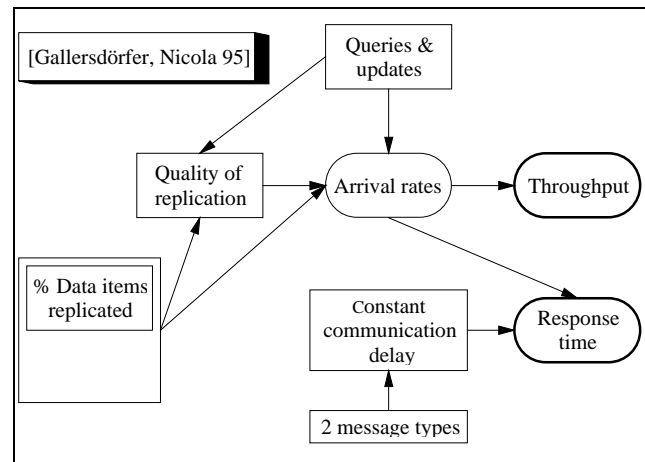 [Gallersdörfer, Nicola 95]
Queries &
updates
Quality of
replication
Arrival rates
Throughput
% Data items
replicated
Constant
communication
delay
Response
time
2 message types